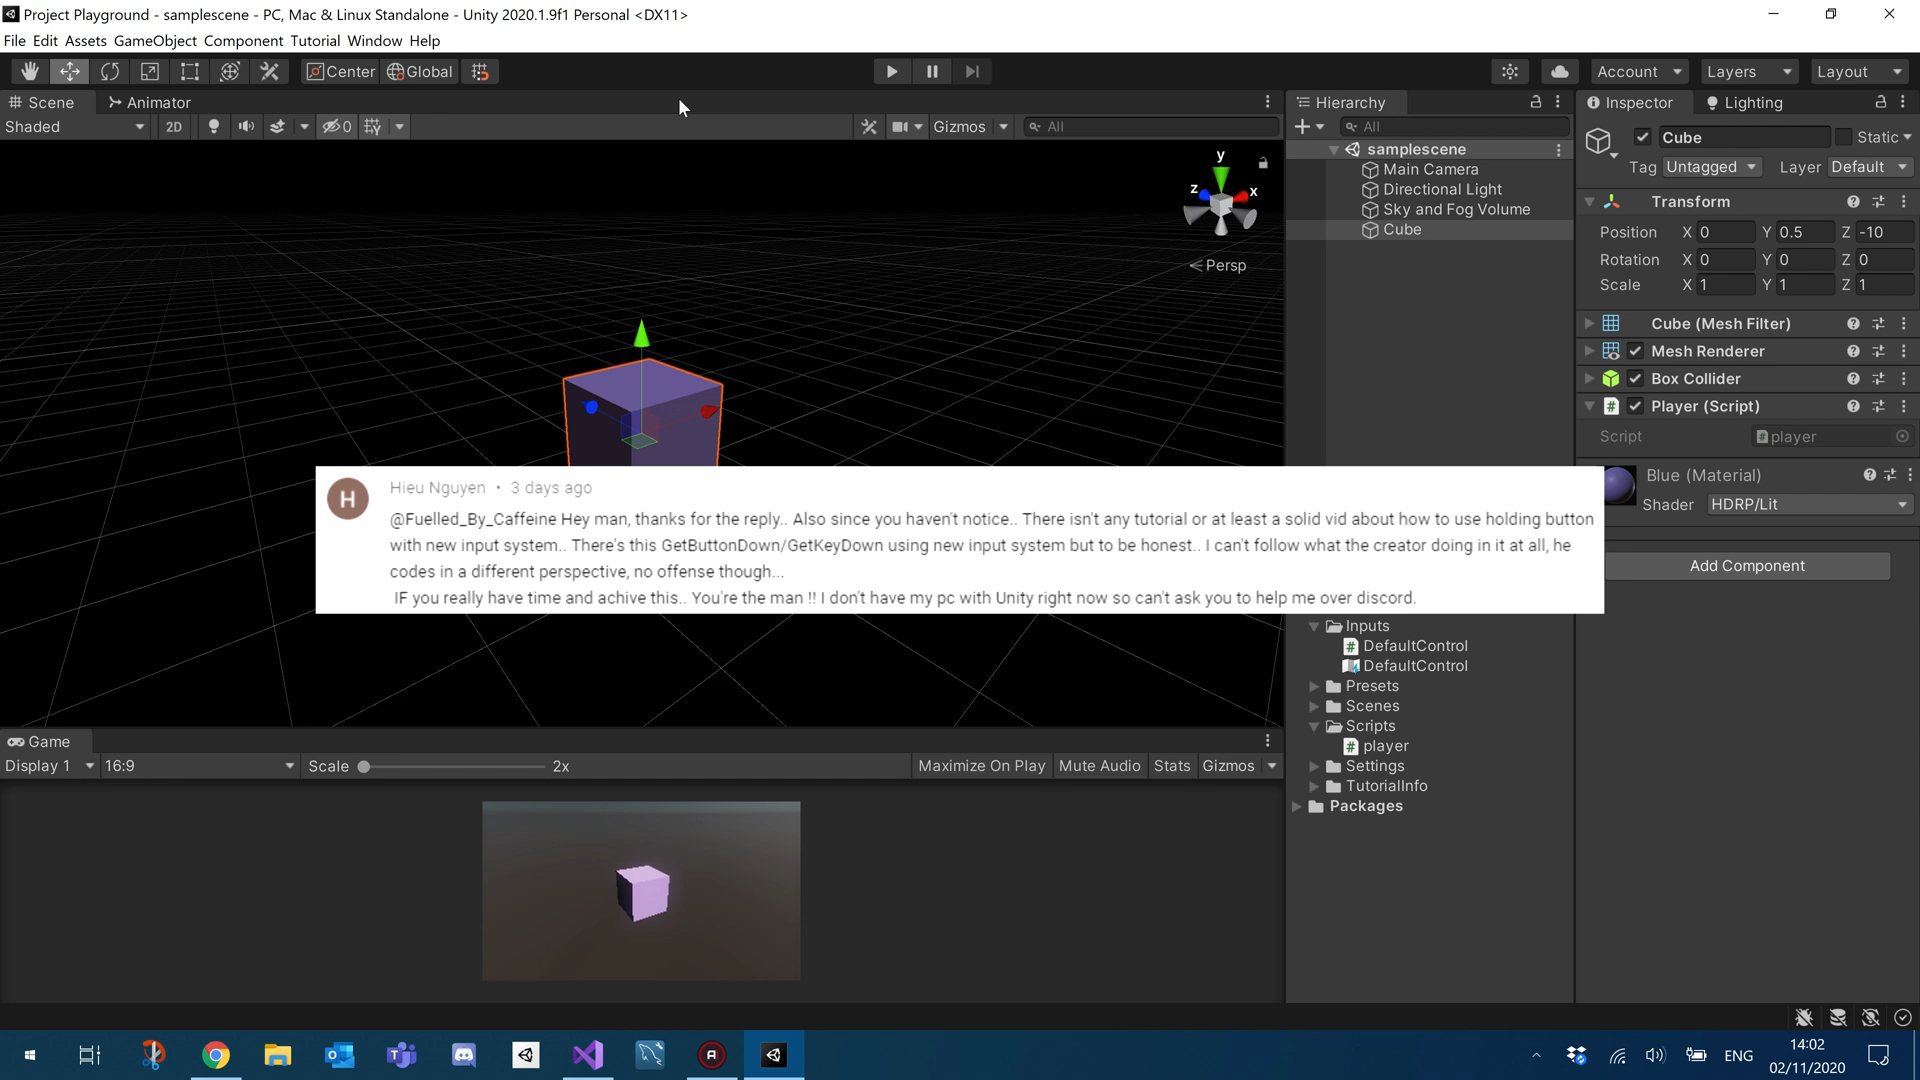 Project Playground - samplescene - PC, Mac & Linux Standalone - Unity 2020.1.9f1 Personal <DX11>
File Edit Assets GameObject Component Tutorial Window Help
Center Global Account Layers Layout
Scene Animator
Shaded 2D 0 Gizmos All
y
z x
Persp
Hierarchy
All
samplescene
Main Camera
Directional Light
Sky and Fog Volume
Cube
Inspector Lighting
Cube Static
Tag Untagged Layer Default
Transform
Position X 0 Y 0.5 Z -10
Rotation X 0 Y 0 Z 0
Scale X 1 Y 1 Z 1
Cube (Mesh Filter)
Mesh Renderer
Box Collider
Player (Script)
Script player
Blue (Material)
Shader HDRP/Lit
Add Component
H
Hieu Nguyen • 3 days ago
@Fuelled_By_Caffeine Hey man, thanks for the reply.. Also since you haven't notice.. There isn't any tutorial or at least a solid vid about how to use holding button
with new input system.. There's this GetButtonDown/GetKeyDown using new input system but to be honest.. I can't follow what the creator doing in it at all, he
codes in a different perspective, no offense though...
IF you really have time and achive this.. You're the man !! I don't have my pc with Unity right now so can't ask you to help me over discord.
Inputs
DefaultControl
DefaultControl
Presets
Scenes
Scripts
player
Settings
TutorialInfo
Packages
Game
Display 1 16:9 Scale 2x Maximize On Play Mute Audio Stats Gizmos
ENG
14:02
02/11/2020